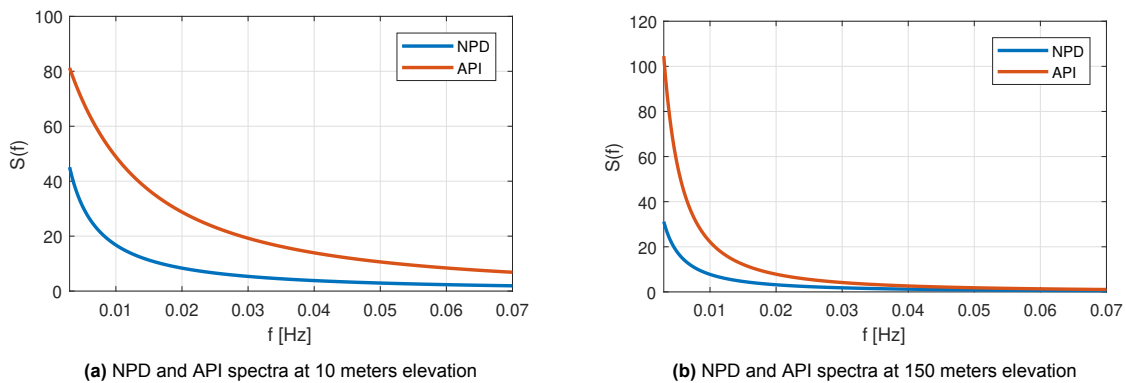 100
80
60
40
20
0
S(f)
NPD
API
0.01 0.02 0.03 0.04 0.05 0.06 0.07
f [Hz]
(a) NPD and API spectra at 10 meters elevation
120
100
80
60
40
20
0
S(f)
NPD
API
0.01 0.02 0.03 0.04 0.05 0.06 0.07
f [Hz]
(b) NPD and API spectra at 150 meters elevation